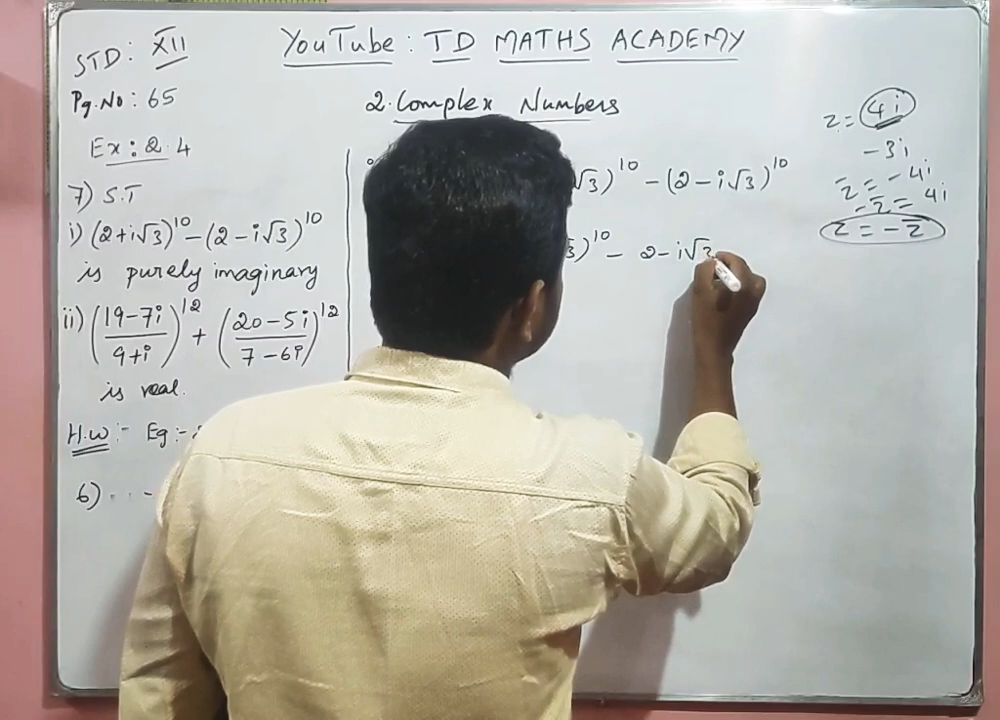 YouTube: TD MATHS ACADEMY
STD: XII
Pg.No: 65
Ex: 2.4
7) S.T
i) (2+i√3)^10 - (2-i√3)^10
is purely imaginary
ii) ((19-7i)/(9+i))^12 + ((20-5i)/(7-6i))^12
is real.
H.W:- Eg:-
6)
2. Complex Numbers
√3)^10 - (2-i√3)^10
)^10 - 2-i√3
z = 4i
-3i
z̄ = -4i
-z̄ = 4i
z = -z̄